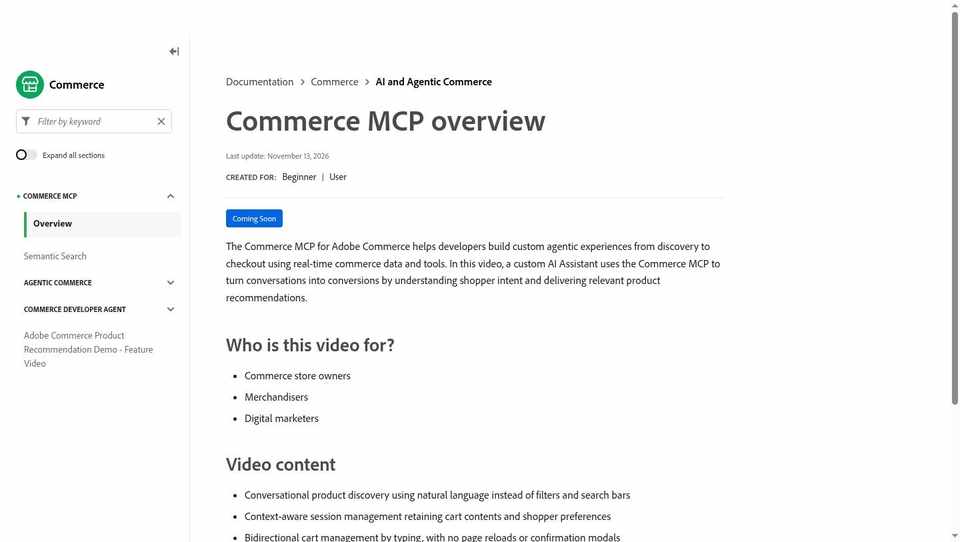 Commerce
Filter by keyword
Expand all sections
COMMERCE MCP
Overview
Semantic Search
AGENTIC COMMERCE
COMMERCE DEVELOPER AGENT
Adobe Commerce Product
Recommendation Demo - Feature
Video
Documentation > Commerce > AI and Agentic Commerce
Commerce MCP overview
Last update: November 13, 2026
CREATED FOR: Beginner | User
Coming Soon
The Commerce MCP for Adobe Commerce helps developers build custom agentic experiences from discovery to
checkout using real-time commerce data and tools. In this video, a custom AI Assistant uses the Commerce MCP to
turn conversations into conversions by understanding shopper intent and delivering relevant product
recommendations.
Who is this video for?
• Commerce store owners
• Merchandisers
• Digital marketers
Video content
• Conversational product discovery using natural language instead of filters and search bars
• Context-aware session management retaining cart contents and shopper preferences
• Bidirectional cart management by typing, with no page reloads or confirmation modals